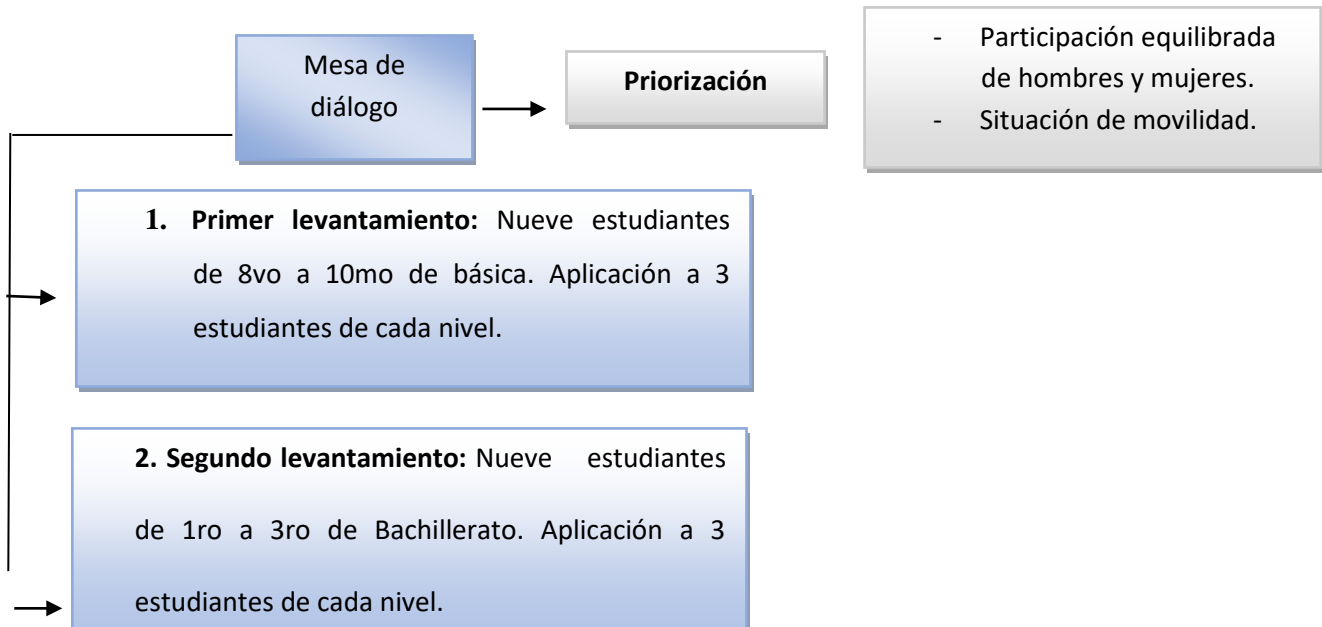 Mesa de
diálogo
Priorización
- Participación equilibrada
de hombres y mujeres.
- Situación de movilidad.
1. Primer levantamiento: Nueve estudiantes
de 8vo a 10mo de básica. Aplicación a 3
estudiantes de cada nivel.
2. Segundo levantamiento: Nueve estudiantes
de 1ro a 3ro de Bachillerato. Aplicación a 3
estudiantes de cada nivel.